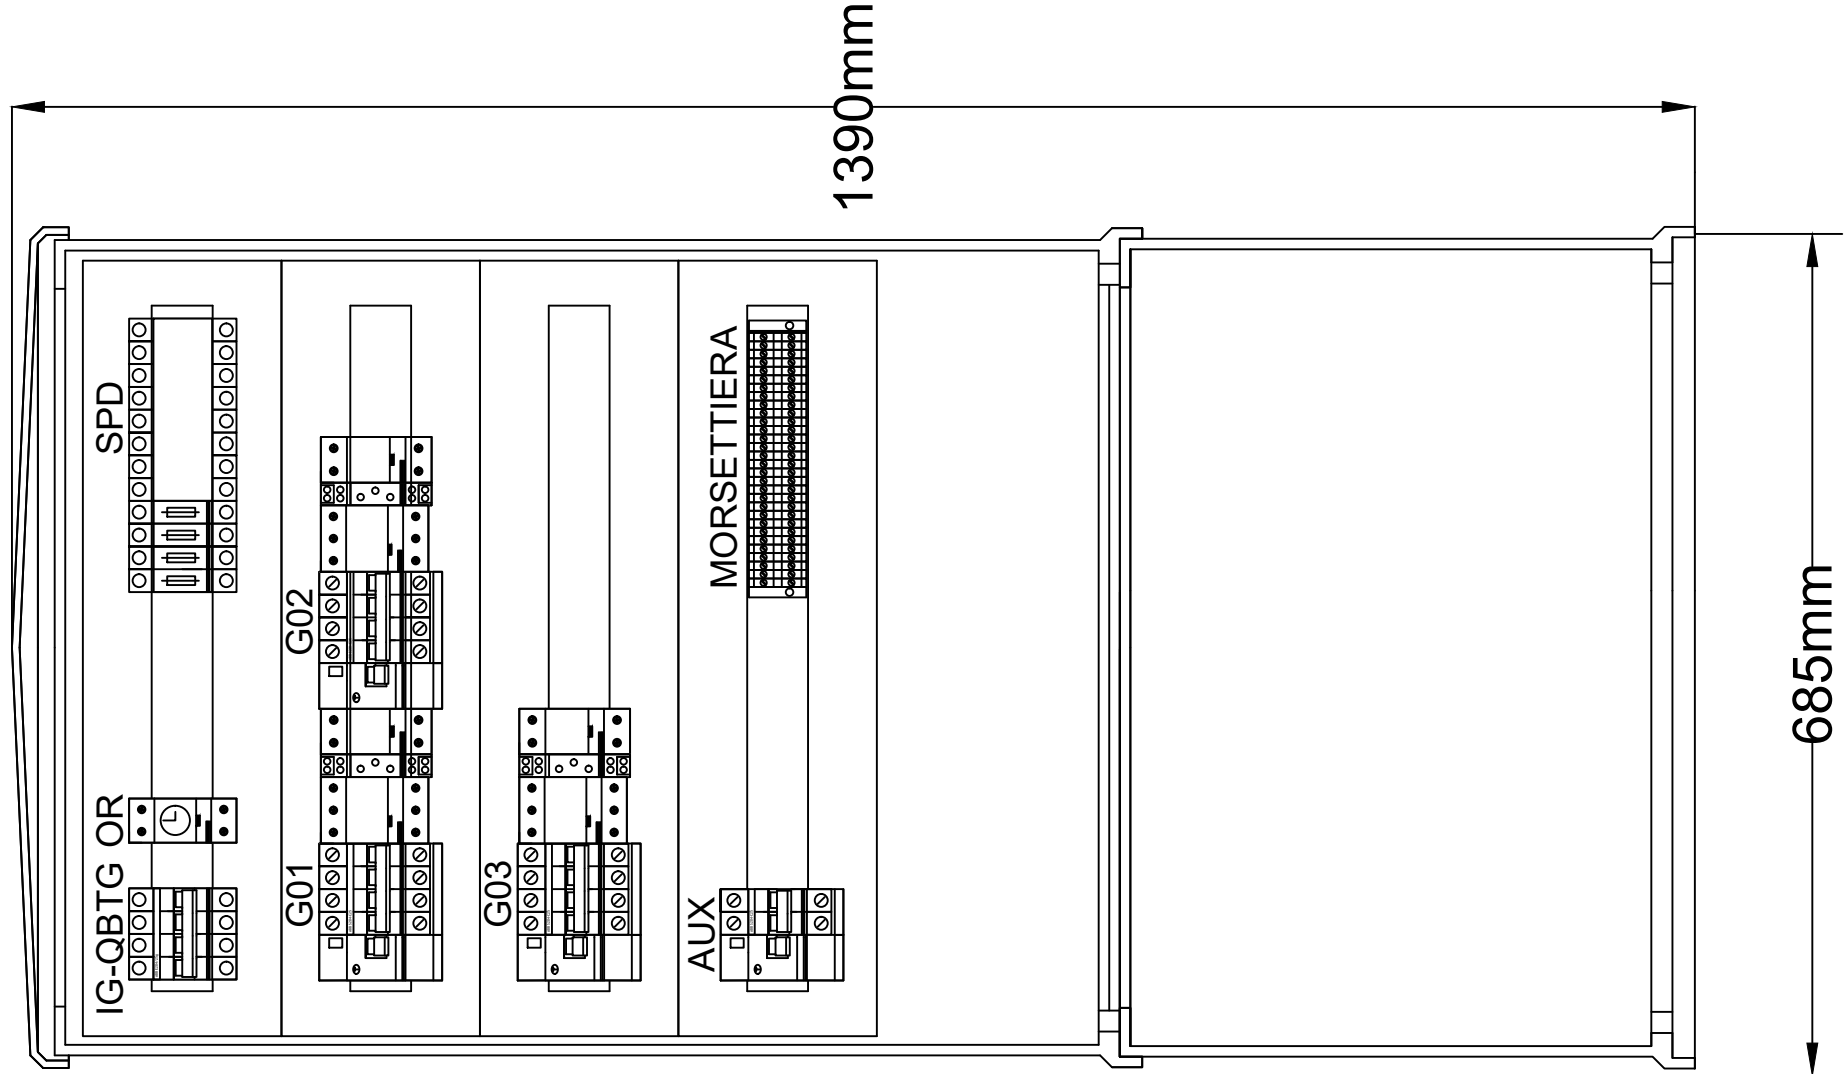 1390mm
685mm
IG-QBTG OR SPD
G01 G02
G03
AUX MORSETTIERA